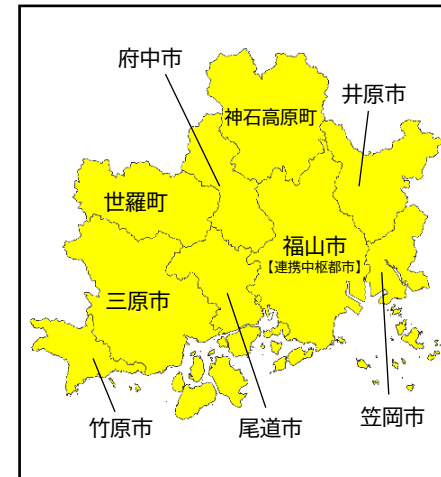 府中市
井原市
神石高原町
世羅町
福山市
【連携中枢都市】
三原市
竹原市
尾道市
笠岡市